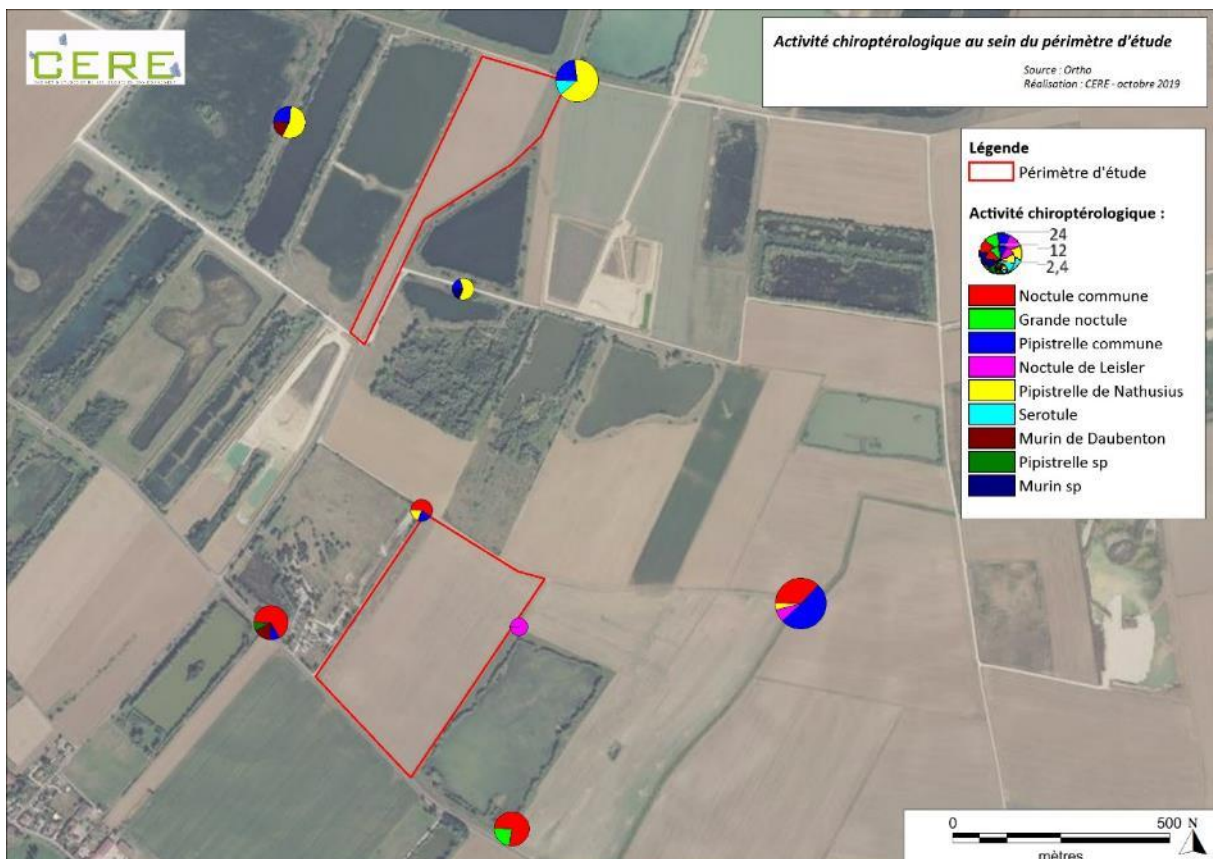 CERE
Activité chiroptérologique au sein du périmètre d'étude
Source : Ortho
Réalisation : CERE - octobre 2019
Légende
Périmètre d'étude
Activité chiroptérologique :
24
12
2,4
Noctule commune
Grande noctule
Pipistrelle commune
Noctule de Leisler
Pipistrelle de Nathusius
Serotule
Murin de Daubenton
Pipistrelle sp
Murin sp
0 500 N
mètres